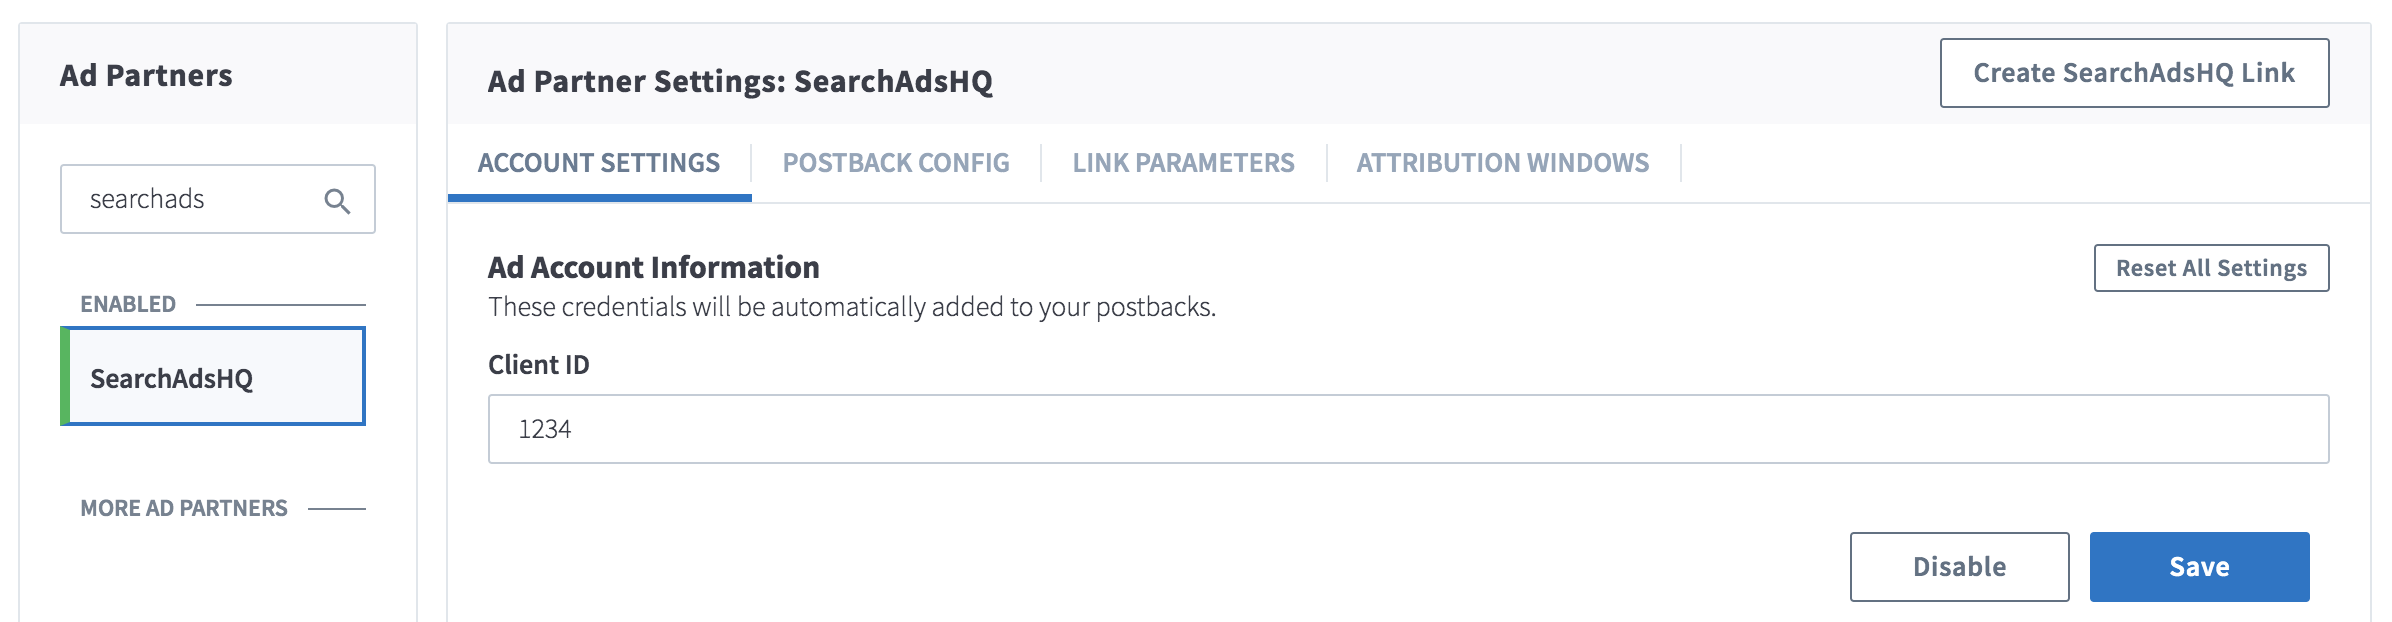 Ad Partners
searchads
ENABLED
SearchAdsHQ
MORE AD PARTNERS
Ad Partner Settings: SearchAdsHQ
Create SearchAdsHQ Link
ACCOUNT SETTINGS
POSTBACK CONFIG
LINK PARAMETERS
ATTRIBUTION WINDOWS
Ad Account Information
Reset All Settings
These credentials will be automatically added to your postbacks.
Client ID
1234
Disable
Save